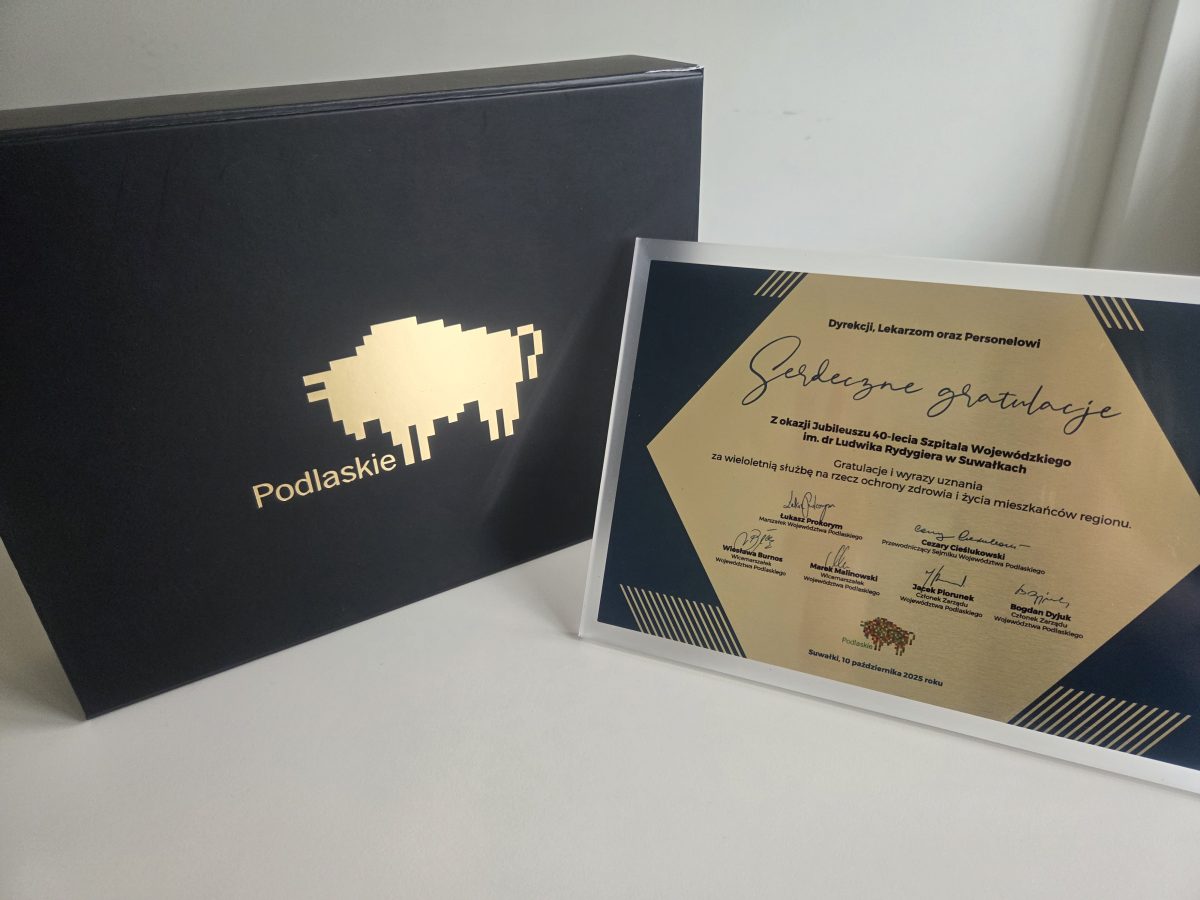 Podlaskie
Dyrekcji, Lekarzom oraz Personelowi
Serdeczne gratulacje
Z okazji Jubileuszu 40-lecia Szpitala Wojewódzkiego
im. dr Ludwika Rydygiera w Suwałkach
Gratulacje i wyrazy uznania
za wieloletnią służbę na rzecz ochrony zdrowia i życia mieszkańców regionu.
Łukasz Prokorym
Marszałek Województwa Podlaskiego
Cezary Cieślukowski
Przewodniczący Sejmiku Województwa Podlaskiego
Wiesława Burnos
Wicemarszałek
Województwa Podlaskiego
Marek Malinowski
Wicemarszałek
Województwa Podlaskiego
Jacek Piorunek
Członek Zarządu
Województwa Podlaskiego
Bogdan Dyjuk
Członek Zarządu
Województwa Podlaskiego
Podlaskie
Suwałki, 10 października 2025 roku